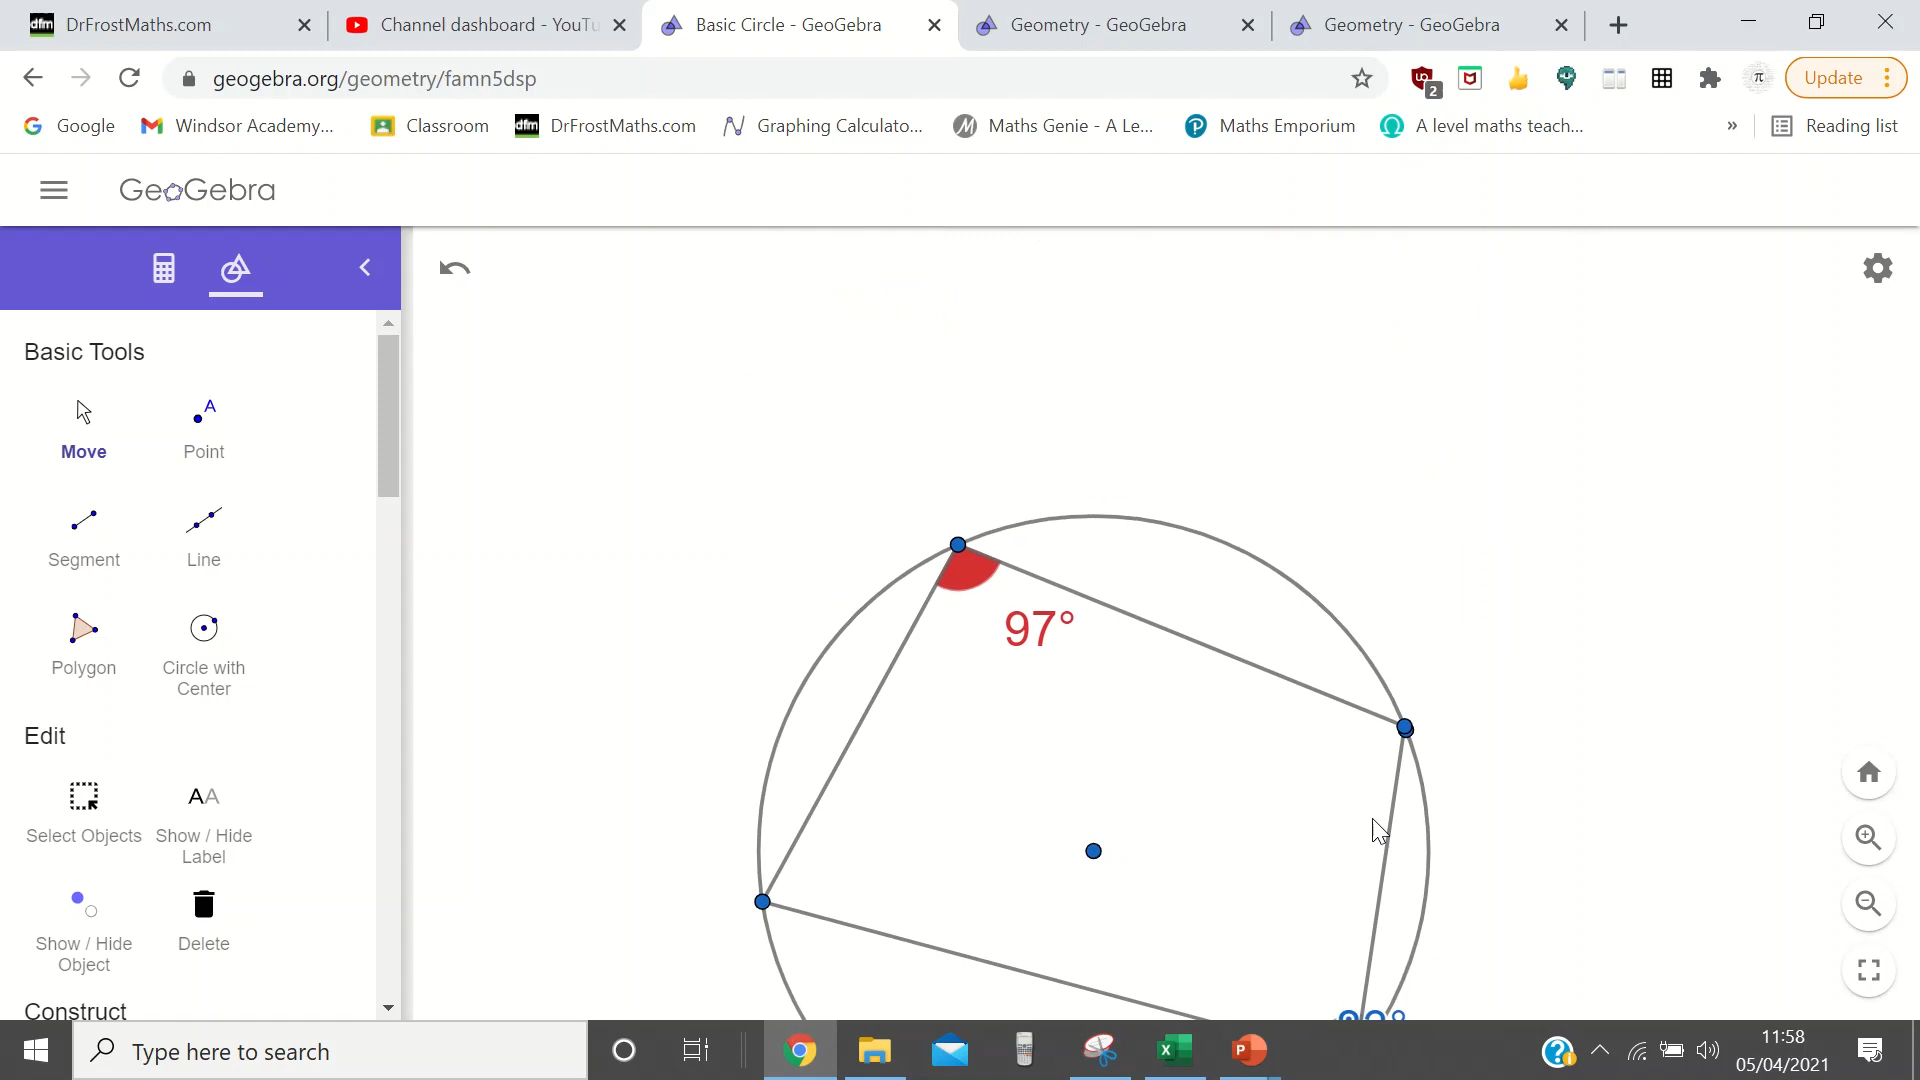 DrFrostMaths.com
Channel dashboard - YouTu
Basic Circle - GeoGebra
Geometry - GeoGebra
Geometry - GeoGebra
geogebra.org/geometry/famn5dsp
2
Update
Google
Windsor Academy...
Classroom
dfm
DrFrostMaths.com
Graphing Calculato...
Maths Genie - A Le...
Maths Emporium
A level maths teach...
»
Reading list
GeoGebra
Basic Tools
Move
A
Point
Segment
Line
Polygon
Circle with
Center
Edit
Select Objects
AA
Show / Hide
Label
Show / Hide
Object
Delete
Construct
97°
Type here to search
11:58
05/04/2021